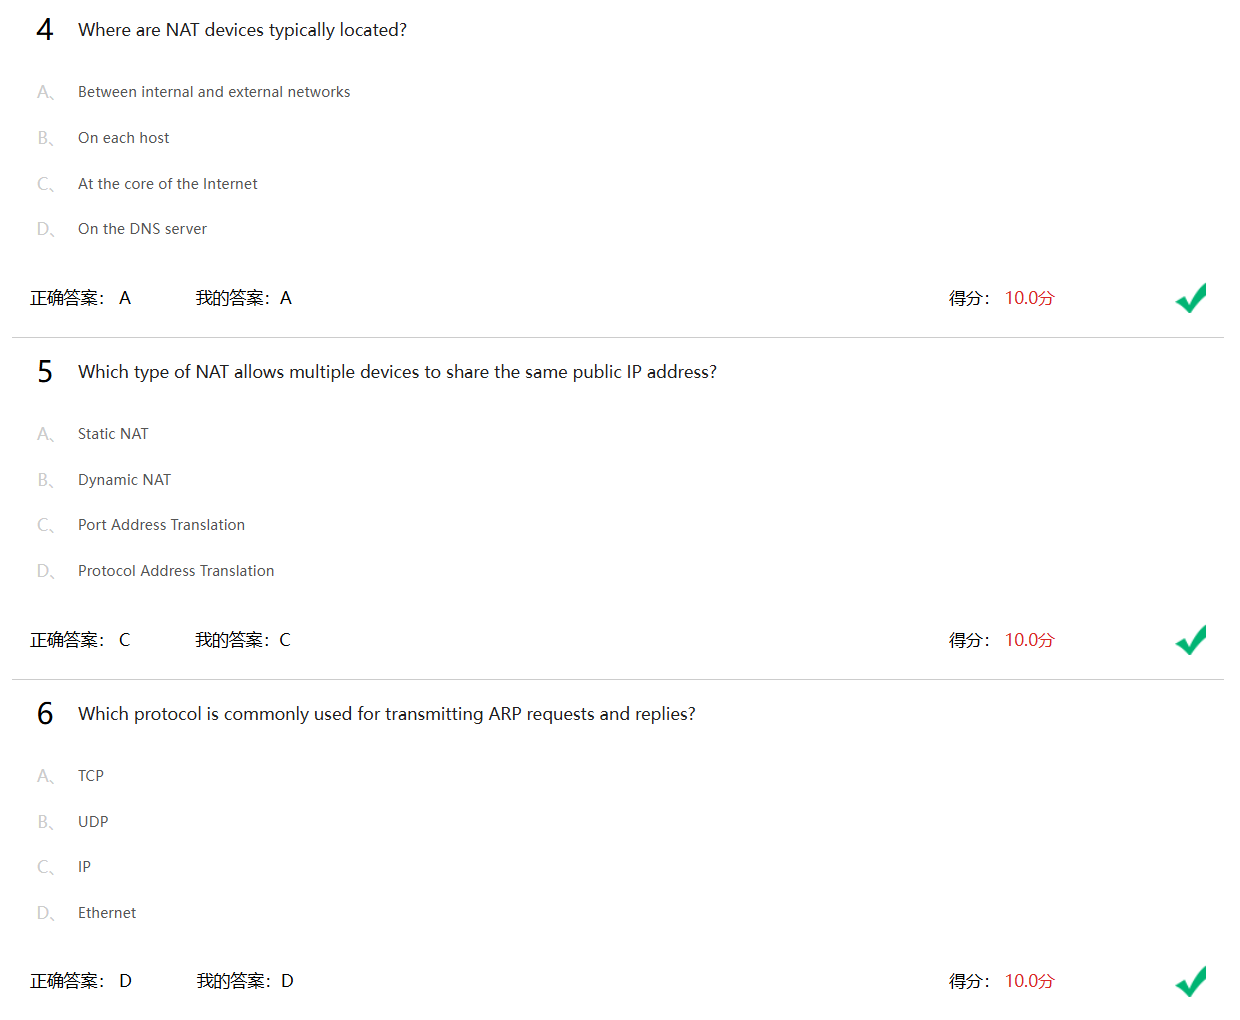 4 Where are NAT devices typically located?
A、 Between internal and external networks
B、 On each host
C、 At the core of the Internet
D、 On the DNS server
正确答案： A 我的答案：A 得分： 10.0分
5 Which type of NAT allows multiple devices to share the same public IP address?
A、 Static NAT
B、 Dynamic NAT
C、 Port Address Translation
D、 Protocol Address Translation
正确答案： C 我的答案：C 得分： 10.0分
6 Which protocol is commonly used for transmitting ARP requests and replies?
A、 TCP
B、 UDP
C、 IP
D、 Ethernet
正确答案： D 我的答案：D 得分： 10.0分